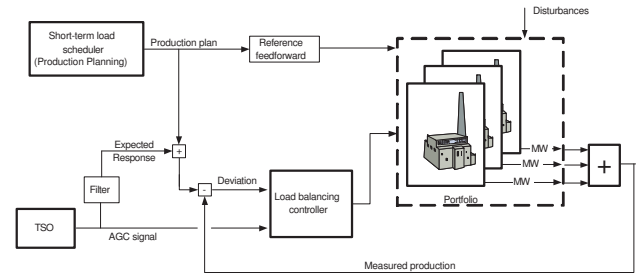 Disturbances
Short-term load
scheduler
(Production Planning)
Production plan
Reference
feedforward
Expected
Response
+
Filter
-
Deviation
Load balancing
controller
TSO
AGC signal
MW
MW
MW
+
Portfolio
Measured production